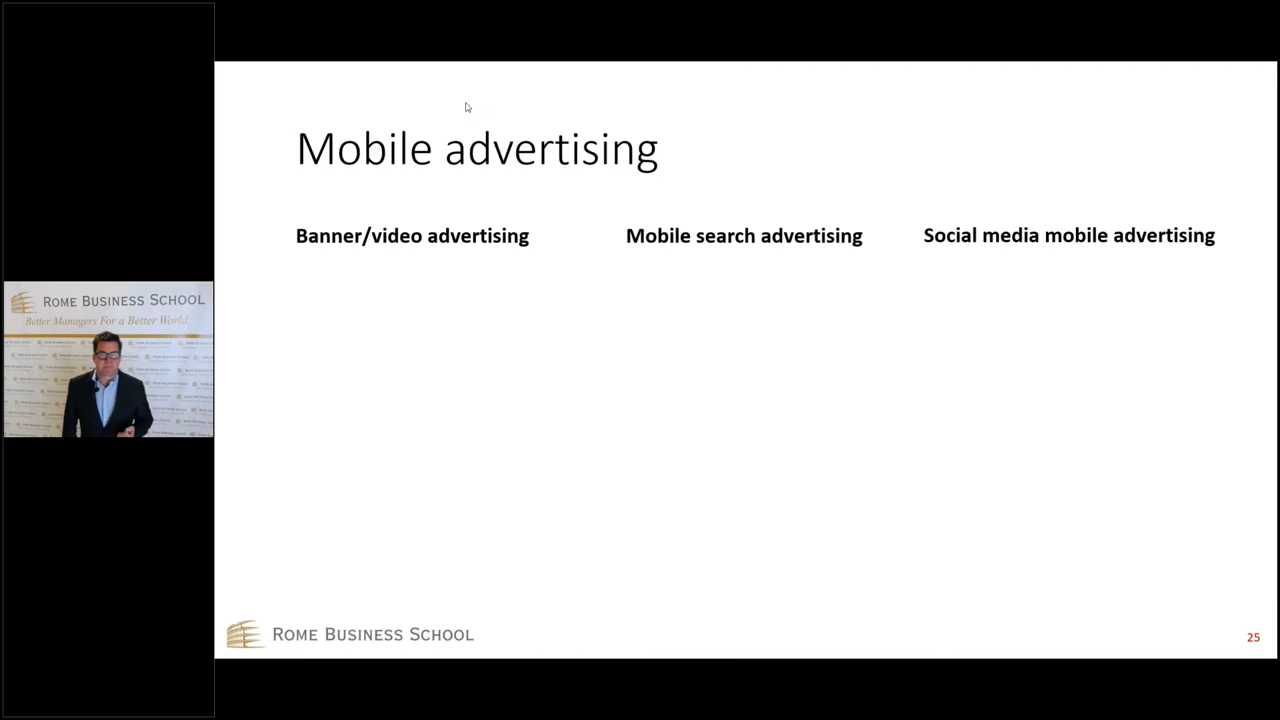 Mobile advertising
Banner/video advertising
Mobile search advertising
Social media mobile advertising
ROME BUSINESS SCHOOL
Better Managers For a Better World
ROME BUSINESS SCHOOL
25